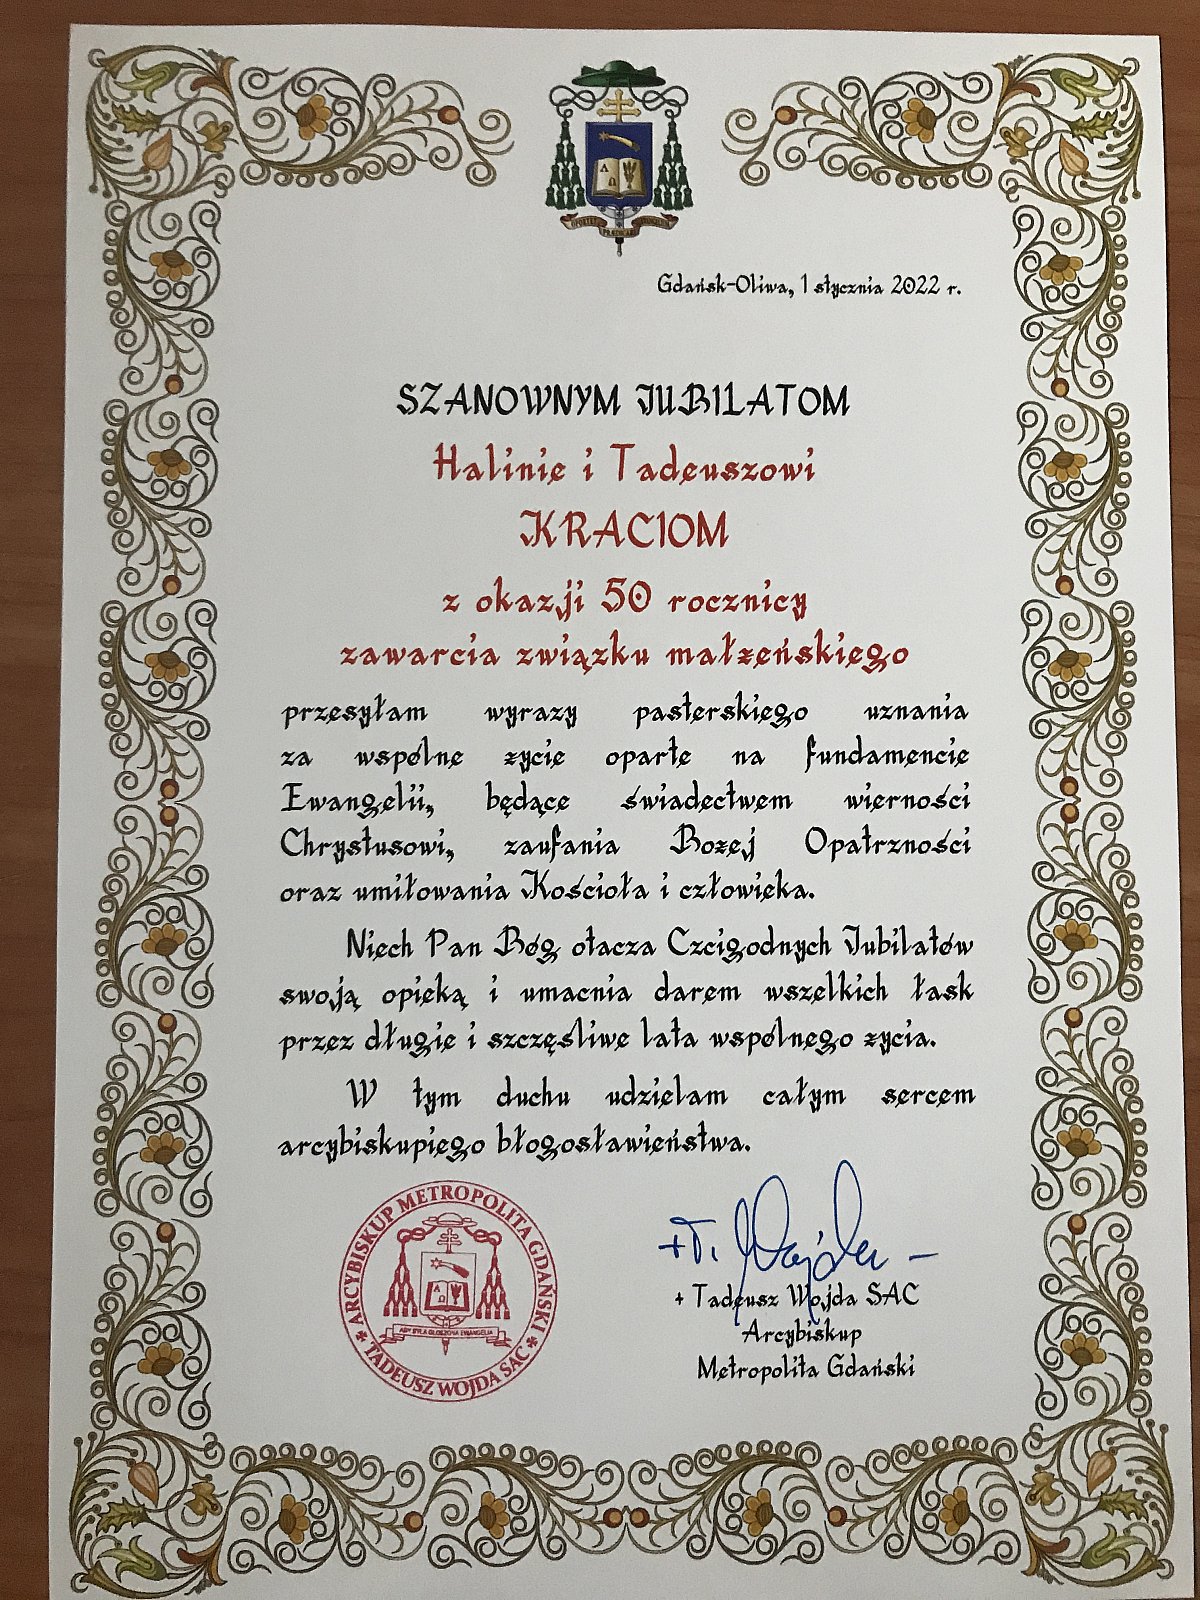 Gdańsk-Oliwa, 1 stycznia 2022 r.
SZANOWNYM JUBILATOM
Halinie i Tadeuszowi
KRACIOM
z okazji 50 rocznicy
zawarcia związku małżeńskiego
przesyłam wyrazy pasterskiego uznania
za wspólne życie oparte na fundamencie
Ewangelii, będące świadectwem wierności
Chrystusowi, zaufania Bożej Opatrzności
oraz umiłowania Kościoła i człowieka.
Niech Pan Bóg otacza Czcigodnych Jubilatów
swoją opieką i umacnia darem wszelkich łask
przez długie i szczęśliwe lata wspólnego życia.
W tym duchu udzielam całym sercem
arcybiskupiego błogosławieństwa.
ARCYBISKUP METROPOLITA GDAŃSKI
* TADEUSZ WOJDA SAC *
+ T. Wojda
+ Tadeusz Wojda SAC
Arcybiskup
Metropolita Gdański